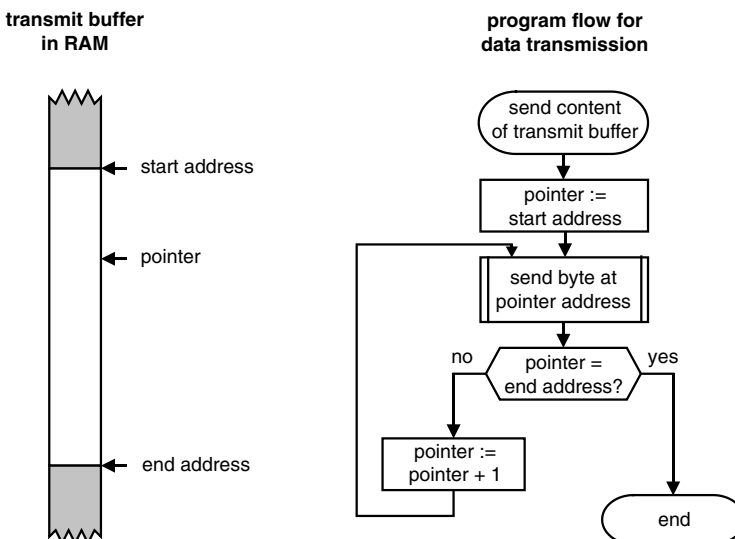 transmit buffer
in RAM
start address
pointer
end address
program flow for
data transmission
send content
of transmit buffer
pointer :=
start address
send byte at
pointer address
no
pointer =
end address?
yes
pointer :=
pointer + 1
end